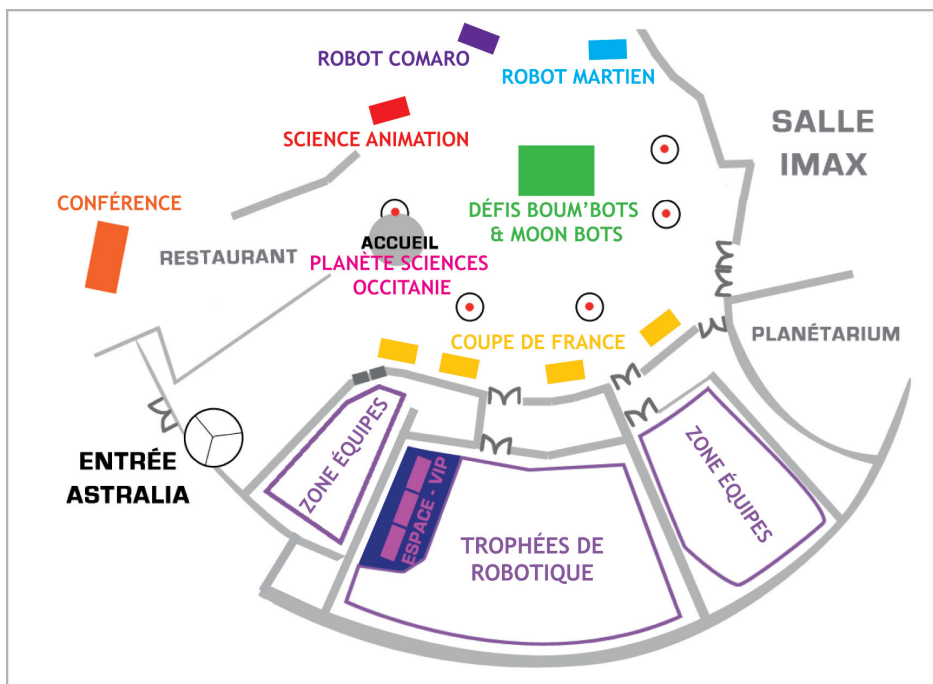 ROBOT COMARO
ROBOT MARTIEN
SCIENCE ANIMATION
SALLE
IMAX
CONFÉRENCE
DÉFIS BOUM'BOTS
& MOON BOTS
RESTAURANT
ACCUEIL
PLANÈTE SCIENCES
OCCITANIE
COUPE DE FRANCE
PLANÉTARIUM
ENTRÉE
ASTRALIA
ZONE ÉQUIPES
ESPACE - VIP
TROPHÉES DE
ROBOTIQUE
ZONE ÉQUIPES